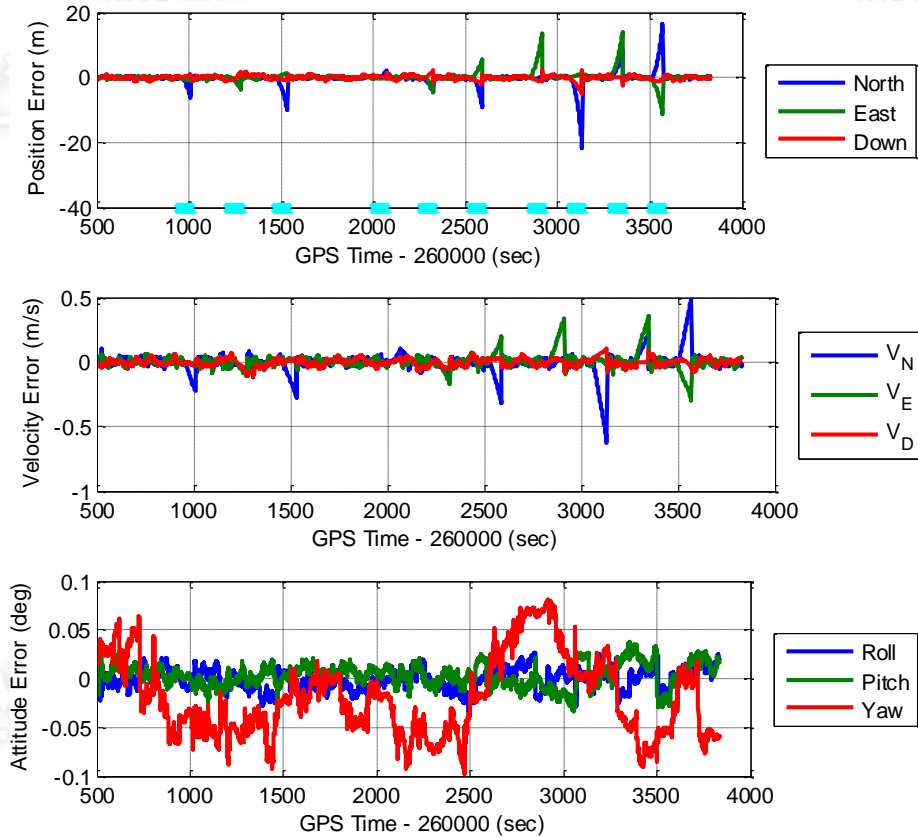 20
0
-20
-40
Position Error (m)
500 1000 1500 2000 2500 3000 3500 4000
GPS Time - 260000 (sec)
North
East
Down
0.5
0
-0.5
-1
Velocity Error (m/s)
500 1000 1500 2000 2500 3000 3500 4000
GPS Time - 260000 (sec)
V_N
V_E
V_D
0.1
0.05
0
-0.05
-0.1
Attitude Error (deg)
500 1000 1500 2000 2500 3000 3500 4000
GPS Time - 260000 (sec)
Roll
Pitch
Yaw